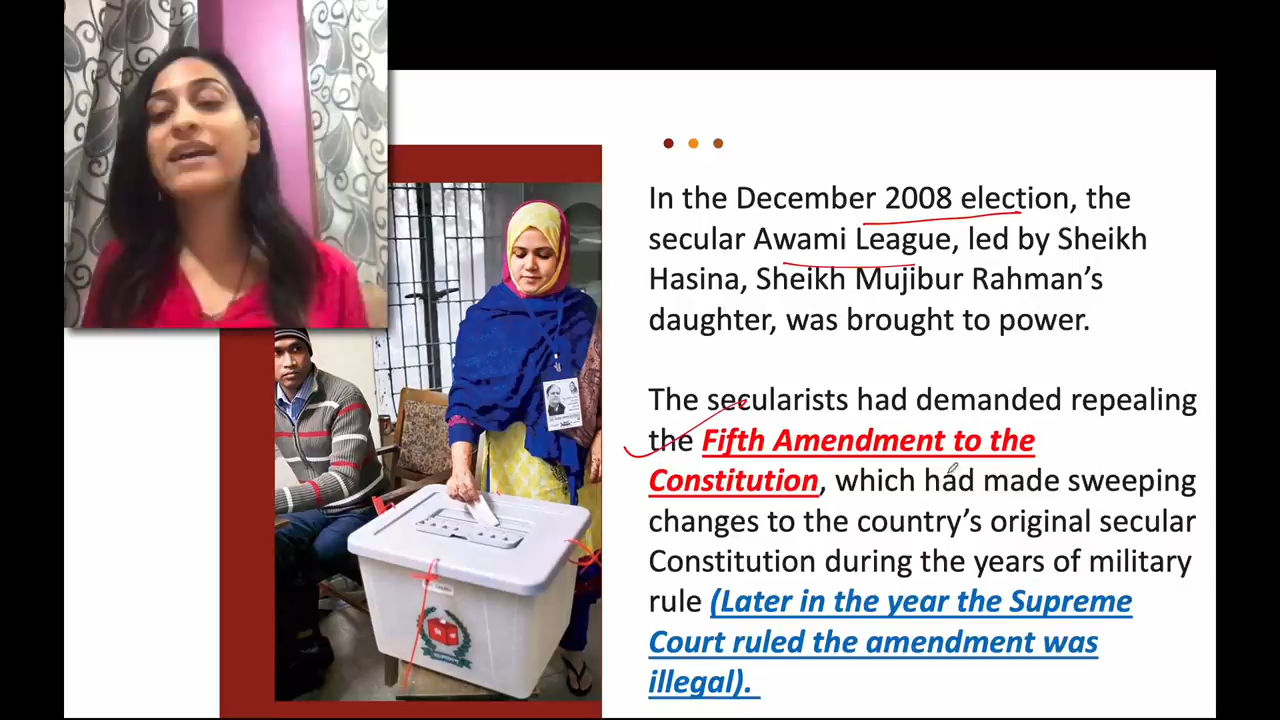 In the December 2008 election, the
secular Awami League, led by Sheikh
Hasina, Sheikh Mujibur Rahman’s
daughter, was brought to power.
The secularists had demanded repealing
the Fifth Amendment to the
Constitution, which had made sweeping
changes to the country’s original secular
Constitution during the years of military
rule (Later in the year the Supreme
Court ruled the amendment was
illegal).